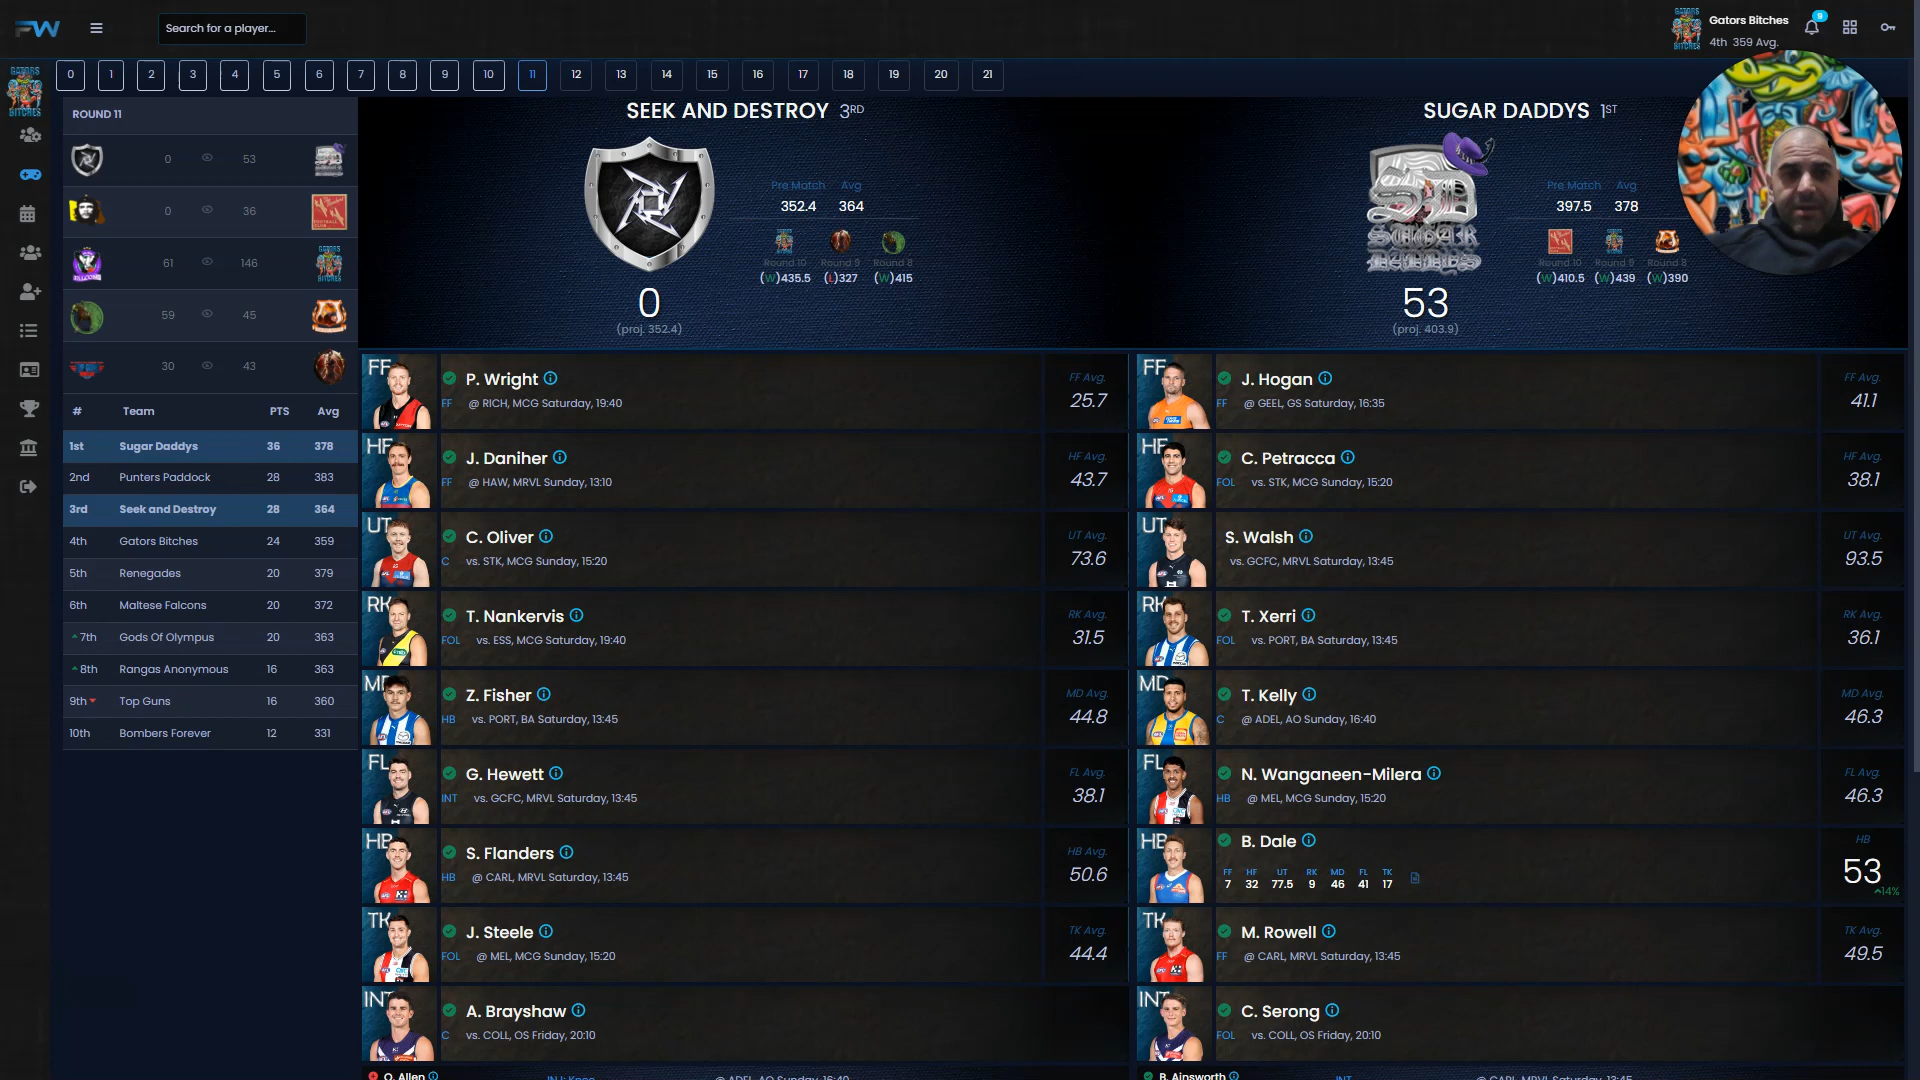 FW
Search for a player...
Gators Bitches
4th 359 Avg.
9
0 1 2 3 4 5 6 7 8 9 10 11 12 13 14 15 16 17 18 19 20 21
ROUND 11
0 53
0 36
61 146
59 45
30 43
# Team PTS Avg
1st Sugar Daddys 36 378
2nd Punters Paddock 28 383
3rd Seek and Destroy 28 364
4th Gators Bitches 24 359
5th Renegades 20 379
6th Maltese Falcons 20 372
7th Gods Of Olympus 20 363
8th Rangas Anonymous 16 363
9th Top Guns 16 360
10th Bombers Forever 12 331
SEEK AND DESTROY 3RD
Pre Match Avg
352.4 364
Round 10 Round 9 Round 8
(W)435.5 (L)327 (W)415
0
(proj. 352.4)
SUGAR DADDYS 1ST
Pre Match Avg
397.5 378
Round 10 Round 9 Round 8
(W)410.5 (W)439 (W)390
53
(proj. 403.9)
FF P. Wright FF Avg.
FF @ RICH, MCG Saturday, 19:40 25.7
HF J. Daniher HF Avg.
FF @ HAW, MRVL Sunday, 13:10 43.7
UT C. Oliver UT Avg.
C vs. STK, MCG Sunday, 15:20 73.6
RK T. Nankervis RK Avg.
FOL vs. ESS, MCG Saturday, 19:40 31.5
MD Z. Fisher MD Avg.
HB vs. PORT, BA Saturday, 13:45 44.8
FL G. Hewett FL Avg.
INT vs. GCFC, MRVL Saturday, 13:45 38.1
HB S. Flanders HB Avg.
HB @ CARL, MRVL Saturday, 13:45 50.6
TK J. Steele TK Avg.
FOL @ MEL, MCG Sunday, 15:20 44.4
INT A. Brayshaw
C vs. COLL, OS Friday, 20:10
O. Allen INJ: Knee @ ADEL, AO Sunday, 16:40
FF J. Hogan FF Avg.
FF @ GEEL, GS Saturday, 16:35 41.1
HF C. Petracca HF Avg.
FOL vs. STK, MCG Sunday, 15:20 38.1
UT S. Walsh UT Avg.
vs. GCFC, MRVL Saturday, 13:45 93.5
RK T. Xerri RK Avg.
FOL vs. PORT, BA Saturday, 13:45 36.1
MD T. Kelly MD Avg.
C @ ADEL, AO Sunday, 16:40 46.3
FL N. Wanganeen-Milera FL Avg.
HB @ MEL, MCG Sunday, 15:20 46.3
HB B. Dale HB
FF HF UT RK MD FL TK
7 32 77.5 9 46 41 17
53
14%
TK M. Rowell TK Avg.
FF @ CARL, MRVL Saturday, 13:45 49.5
INT C. Serong
FOL vs. COLL, OS Friday, 20:10
B. Ainsworth INT @ CARL, MRVL Saturday, 13:45